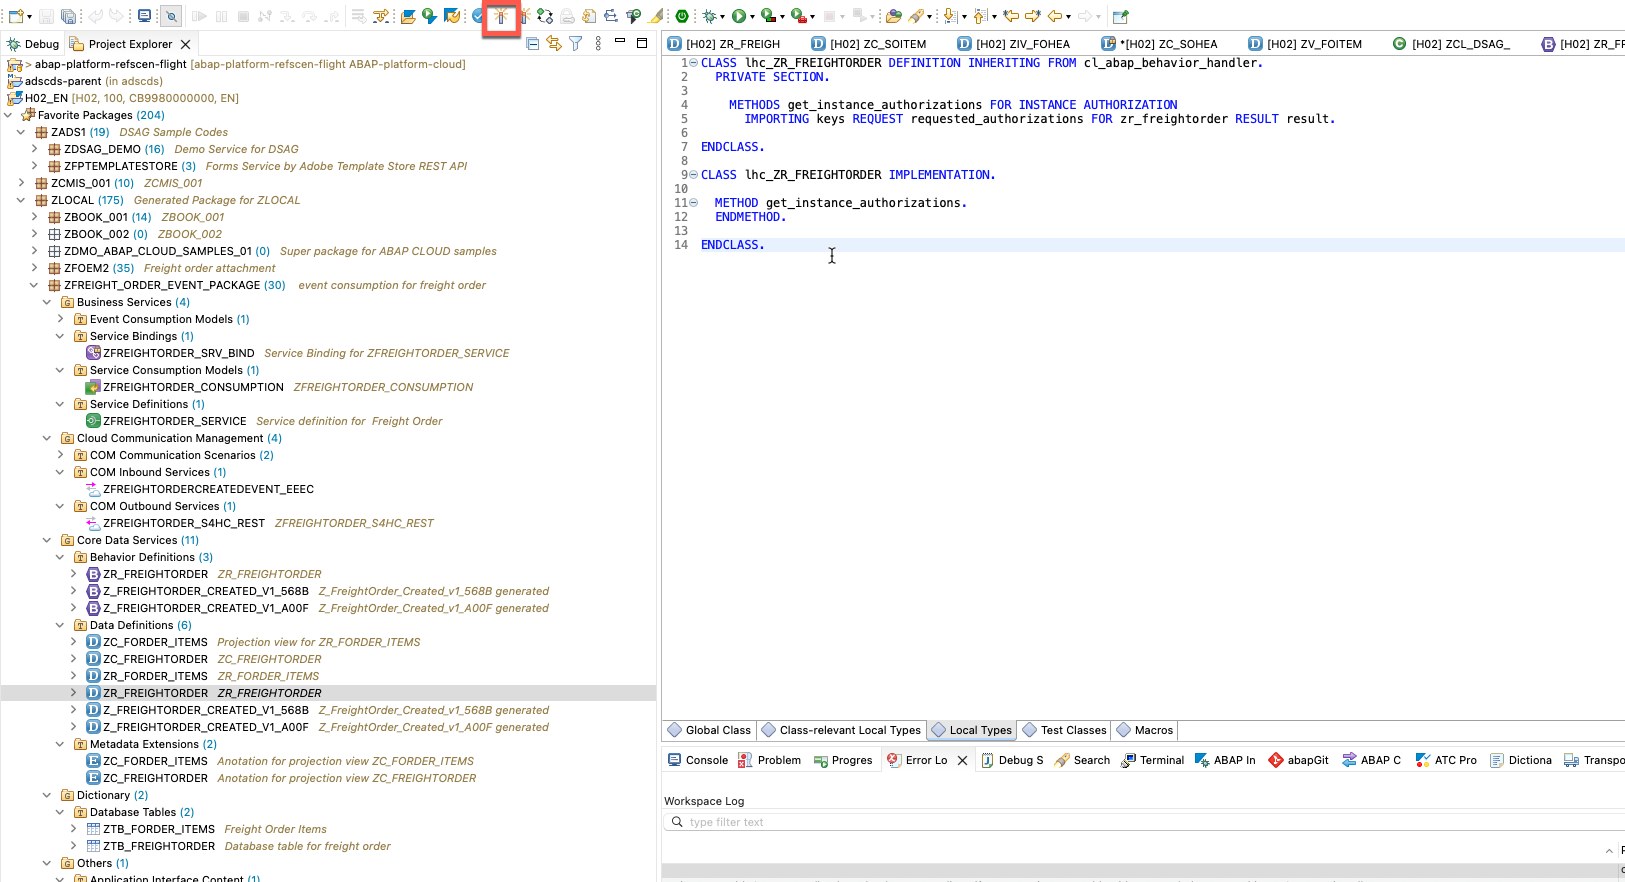 Debug
Project Explorer
> abap-platform-refscen-flight [abap-platform-refscen-flight ABAP-platform-cloud]
adscds-parent (in adscds)
H02_EN [H02, 100, CB9980000000, EN]
Favorite Packages (204)
ZADS1 (19) DSAG Sample Codes
ZDSAG_DEMO (16) Demo Service for DSAG
ZFPTEMPLATESTORE (3) Forms Service by Adobe Template Store REST API
ZCMIS_001 (10) ZCMIS_001
ZLOCAL (175) Generated Package for ZLOCAL
ZBOOK_001 (14) ZBOOK_001
ZBOOK_002 (0) ZBOOK_002
ZDMO_ABAP_CLOUD_SAMPLES_01 (0) Super package for ABAP CLOUD samples
ZFOEM2 (35) Freight order attachment
ZFREIGHT_ORDER_EVENT_PACKAGE (30) event consumption for freight order
Business Services (4)
Event Consumption Models (1)
Service Bindings (1)
ZFREIGHTORDER_SRV_BIND Service Binding for ZFREIGHTORDER_SERVICE
Service Consumption Models (1)
ZFREIGHTORDER_CONSUMPTION ZFREIGHTORDER_CONSUMPTION
Service Definitions (1)
ZFREIGHTORDER_SERVICE Service definition for Freight Order
Cloud Communication Management (4)
COM Communication Scenarios (2)
COM Inbound Services (1)
ZFREIGHTORDERCREATEDEVENT_EEEC
COM Outbound Services (1)
ZFREIGHTORDER_S4HC_REST ZFREIGHTORDER_S4HC_REST
Core Data Services (11)
Behavior Definitions (3)
ZR_FREIGHTORDER ZR_FREIGHTORDER
Z_FREIGHTORDER_CREATED_V1_568B Z_FreightOrder_Created_v1_568B generated
Z_FREIGHTORDER_CREATED_V1_A00F Z_FreightOrder_Created_v1_A00F generated
Data Definitions (6)
ZC_FORDER_ITEMS Projection view for ZR_FORDER_ITEMS
ZC_FREIGHTORDER ZC_FREIGHTORDER
ZR_FORDER_ITEMS ZR_FORDER_ITEMS
ZR_FREIGHTORDER ZR_FREIGHTORDER
Z_FREIGHTORDER_CREATED_V1_568B Z_FreightOrder_Created_v1_568B generated
Z_FREIGHTORDER_CREATED_V1_A00F Z_FreightOrder_Created_v1_A00F generated
Metadata Extensions (2)
ZC_FORDER_ITEMS Anotation for projection view ZC_FORDER_ITEMS
ZC_FREIGHTORDER Anotation for projection view ZC_FREIGHTORDER
Dictionary (2)
Database Tables (2)
ZTB_FORDER_ITEMS Freight Order Items
ZTB_FREIGHTORDER Database table for freight order
Others (1)
Application Interface Content (1)
[H02] ZR_FREIGH [H02] ZC_SOITEM [H02] ZIV_FOHEA *[H02] ZC_SOHEA [H02] ZV_FOITEM [H02] ZCL_DSAG_ [H02] ZR_FR
1 CLASS lhc_ZR_FREIGHTORDER DEFINITION INHERITING FROM cl_abap_behavior_handler.
2 PRIVATE SECTION.
3
4 METHODS get_instance_authorizations FOR INSTANCE AUTHORIZATION
5 IMPORTING keys REQUEST requested_authorizations FOR zr_freightorder RESULT result.
6
7 ENDCLASS.
8
9 CLASS lhc_ZR_FREIGHTORDER IMPLEMENTATION.
10
11 METHOD get_instance_authorizations.
12 ENDMETHOD.
13
14 ENDCLASS.
Global Class Class-relevant Local Types Local Types Test Classes Macros
Console Problem Progres Error Lo Debug S Search Terminal ABAP In abapGit ABAP C ATC Pro Dictiona Transpo
Workspace Log
type filter text